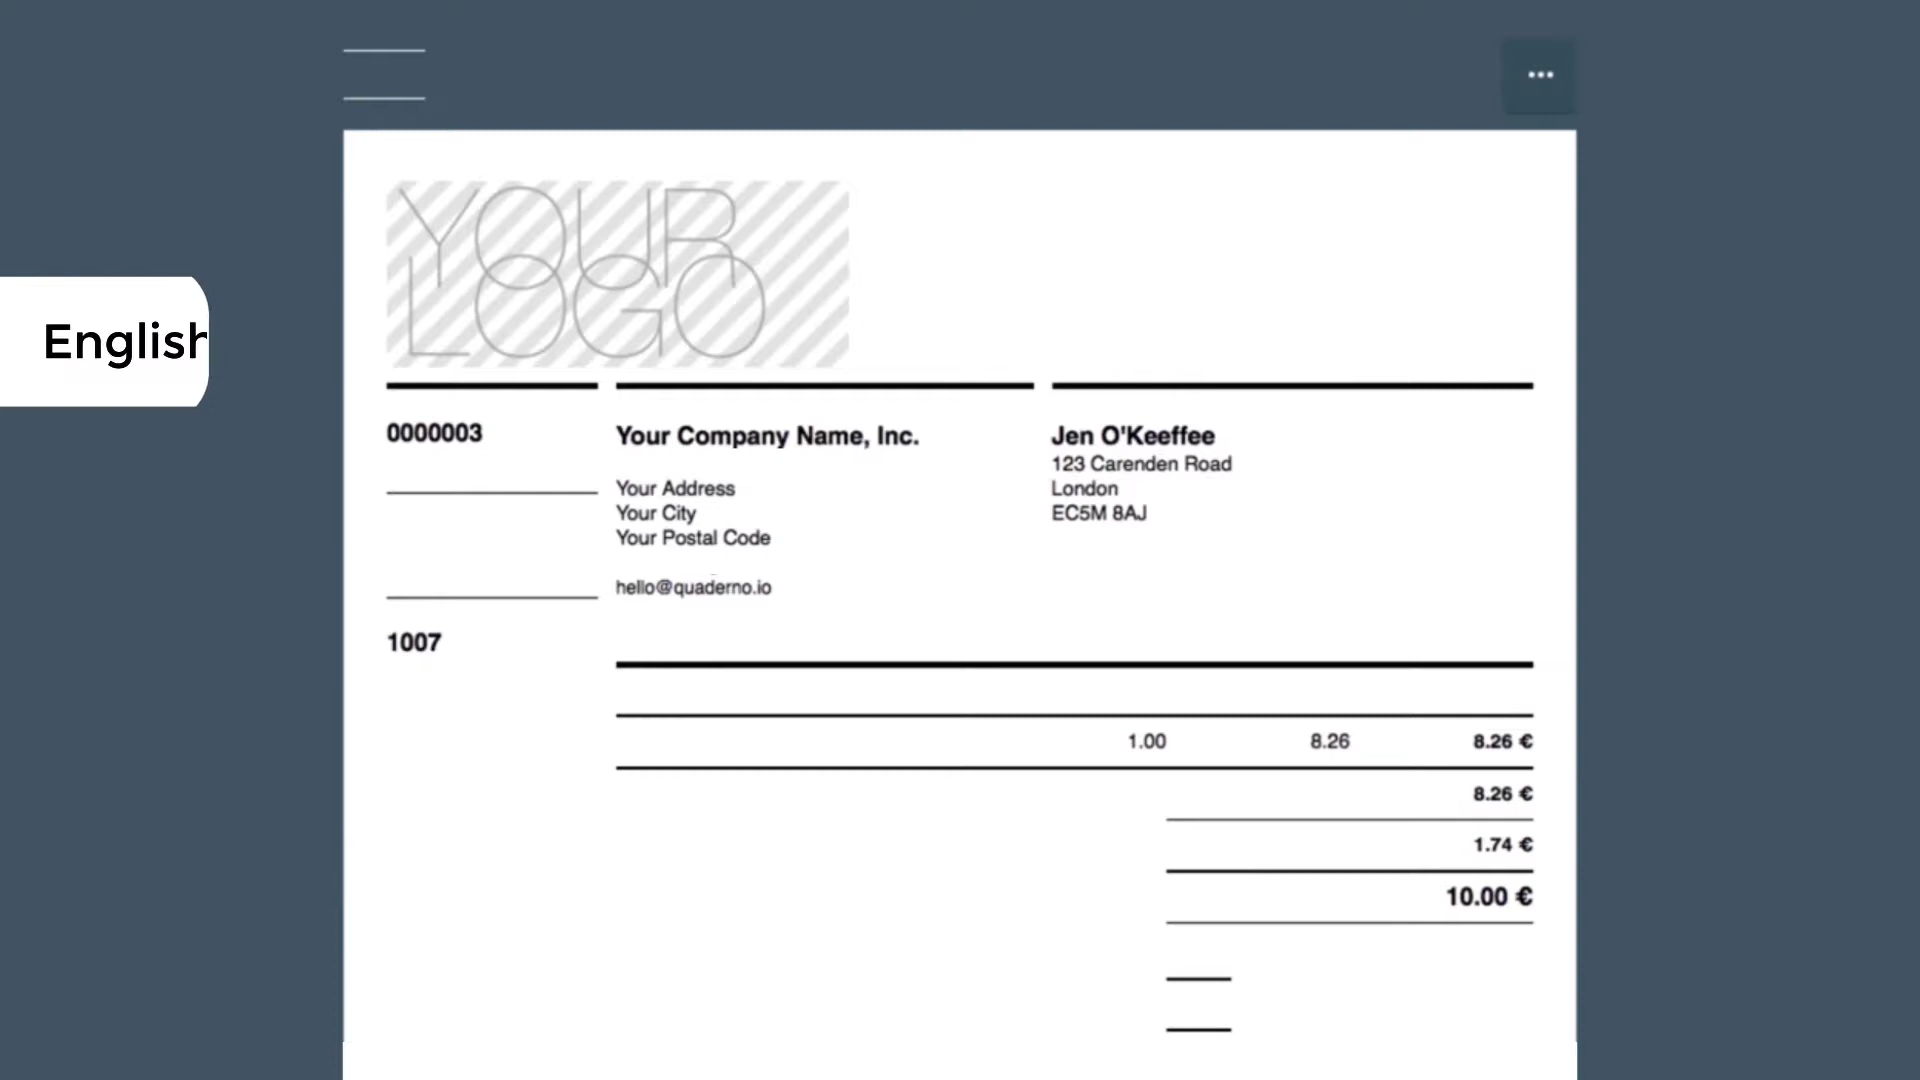 English
YOUR
LOGO
0000003
Your Company Name, Inc.
Your Address
Your City
Your Postal Code
hello@quaderno.io
Jen O'Keeffee
123 Carenden Road
London
EC5M 8AJ
1007
1.00 8.26 8.26 €
8.26 €
1.74 €
10.00 €